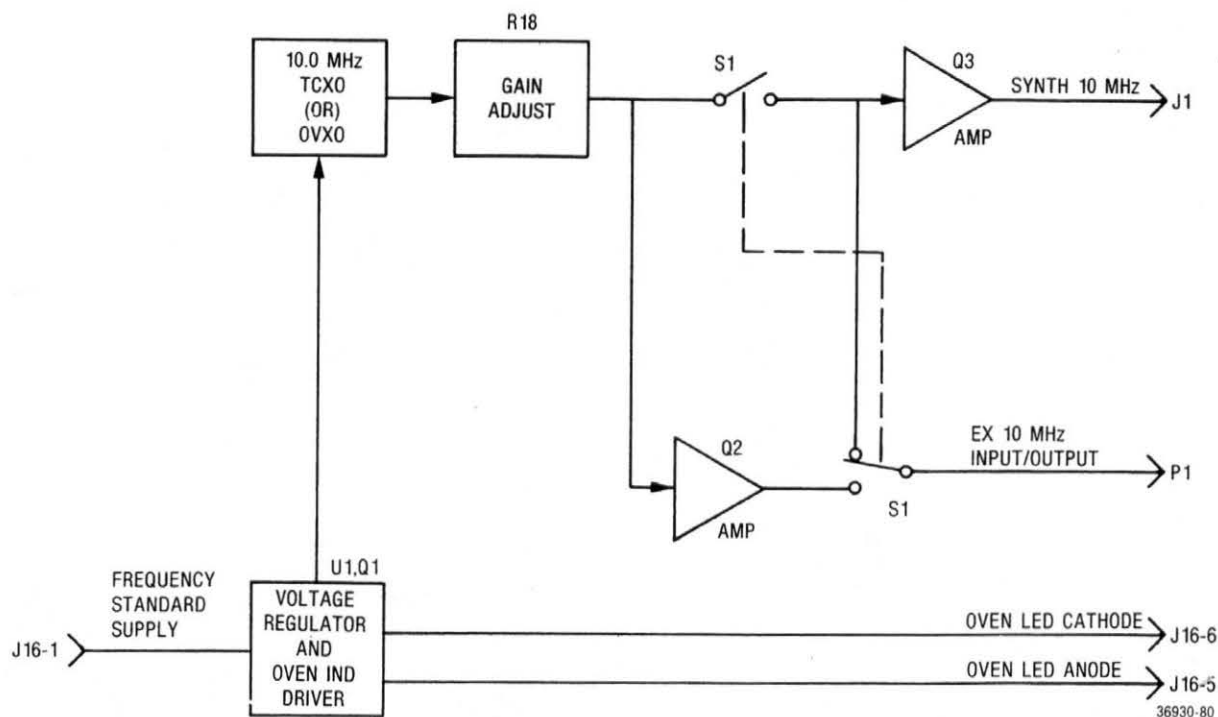 R18
10.0 MHz
TCXO
(OR)
OVXO
GAIN
ADJUST
S1
Q3
AMP
SYNTH 10 MHz
J1
Q2
AMP
EX 10 MHz
INPUT/OUTPUT
P1
S1
FREQUENCY
STANDARD
SUPPLY
J16-1
U1,Q1
VOLTAGE
REGULATOR
AND
OVEN IND
DRIVER
OVEN LED CATHODE
J16-6
OVEN LED ANODE
J16-5
36930-80